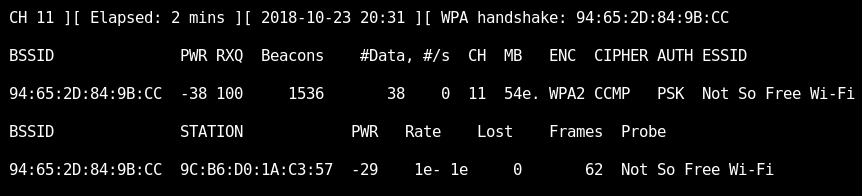 CH 11 ][ Elapsed: 2 mins ][ 2018-10-23 20:31 ][ WPA handshake: 94:65:2D:84:9B:CC
BSSID              PWR RXQ  Beacons    #Data, #/s  CH  MB   ENC  CIPHER AUTH ESSID
94:65:2D:84:9B:CC  -38 100     1536       38    0  11  54e. WPA2 CCMP   PSK  Not So Free Wi-Fi
BSSID              STATION            PWR   Rate    Lost    Frames  Probe
94:65:2D:84:9B:CC  9C:B6:D0:1A:C3:57  -29    1e- 1e     0       62  Not So Free Wi-Fi